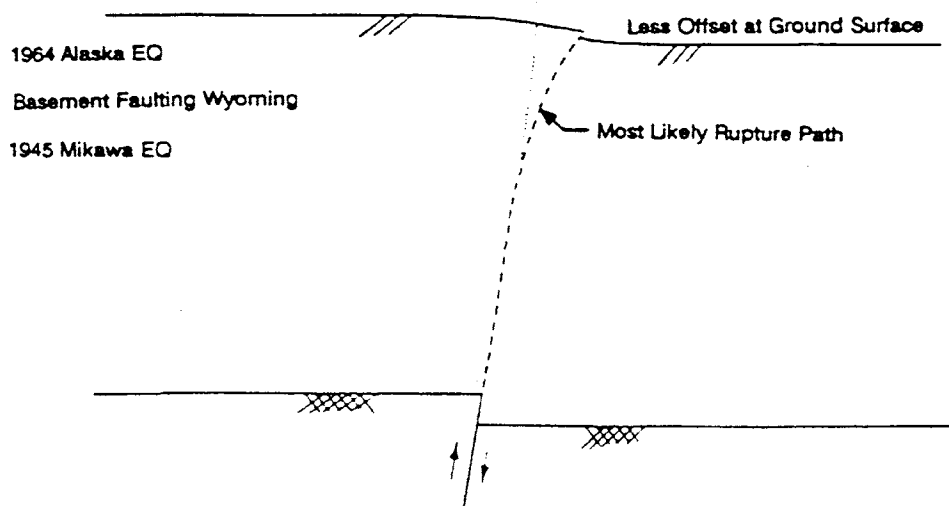 Less Offset at Ground Surface
1964 Alaska EQ
Basement Faulting Wyoming
Most Likely Rupture Path
1945 Mikawa EQ